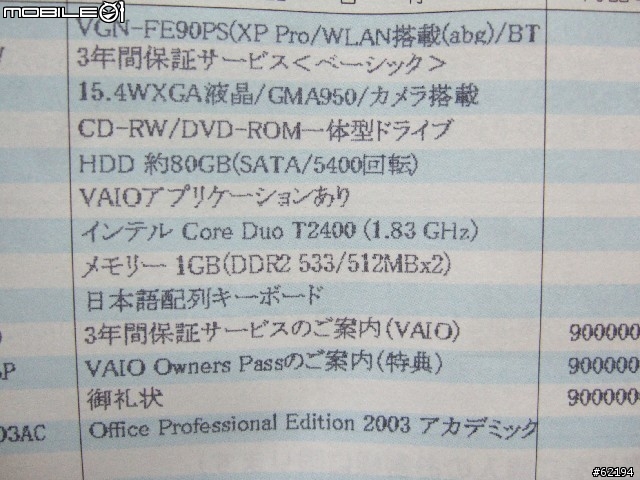 MOBILE01
VGN-FE90PS(XP Pro/WLAN搭載(abg)/BT
3年間保証サービス<ベーシック>
15.4WXGA液晶/GMA950/カメラ搭載
CD-RW/DVD-ROM一体型ドライブ
HDD 約80GB(SATA/5400回転)
VAIOアプリケーションあり
インテル Core Duo T2400 (1.83 GHz)
メモリー 1GB(DDR2 533/512MBx2)
日本語配列キーボード
3年間保証サービスのご案内(VAIO) 900000
VAIO Owners Passのご案内(特典) 900000
御礼状 900000
03AC Office Professional Edition 2003 アカデミック
#62194